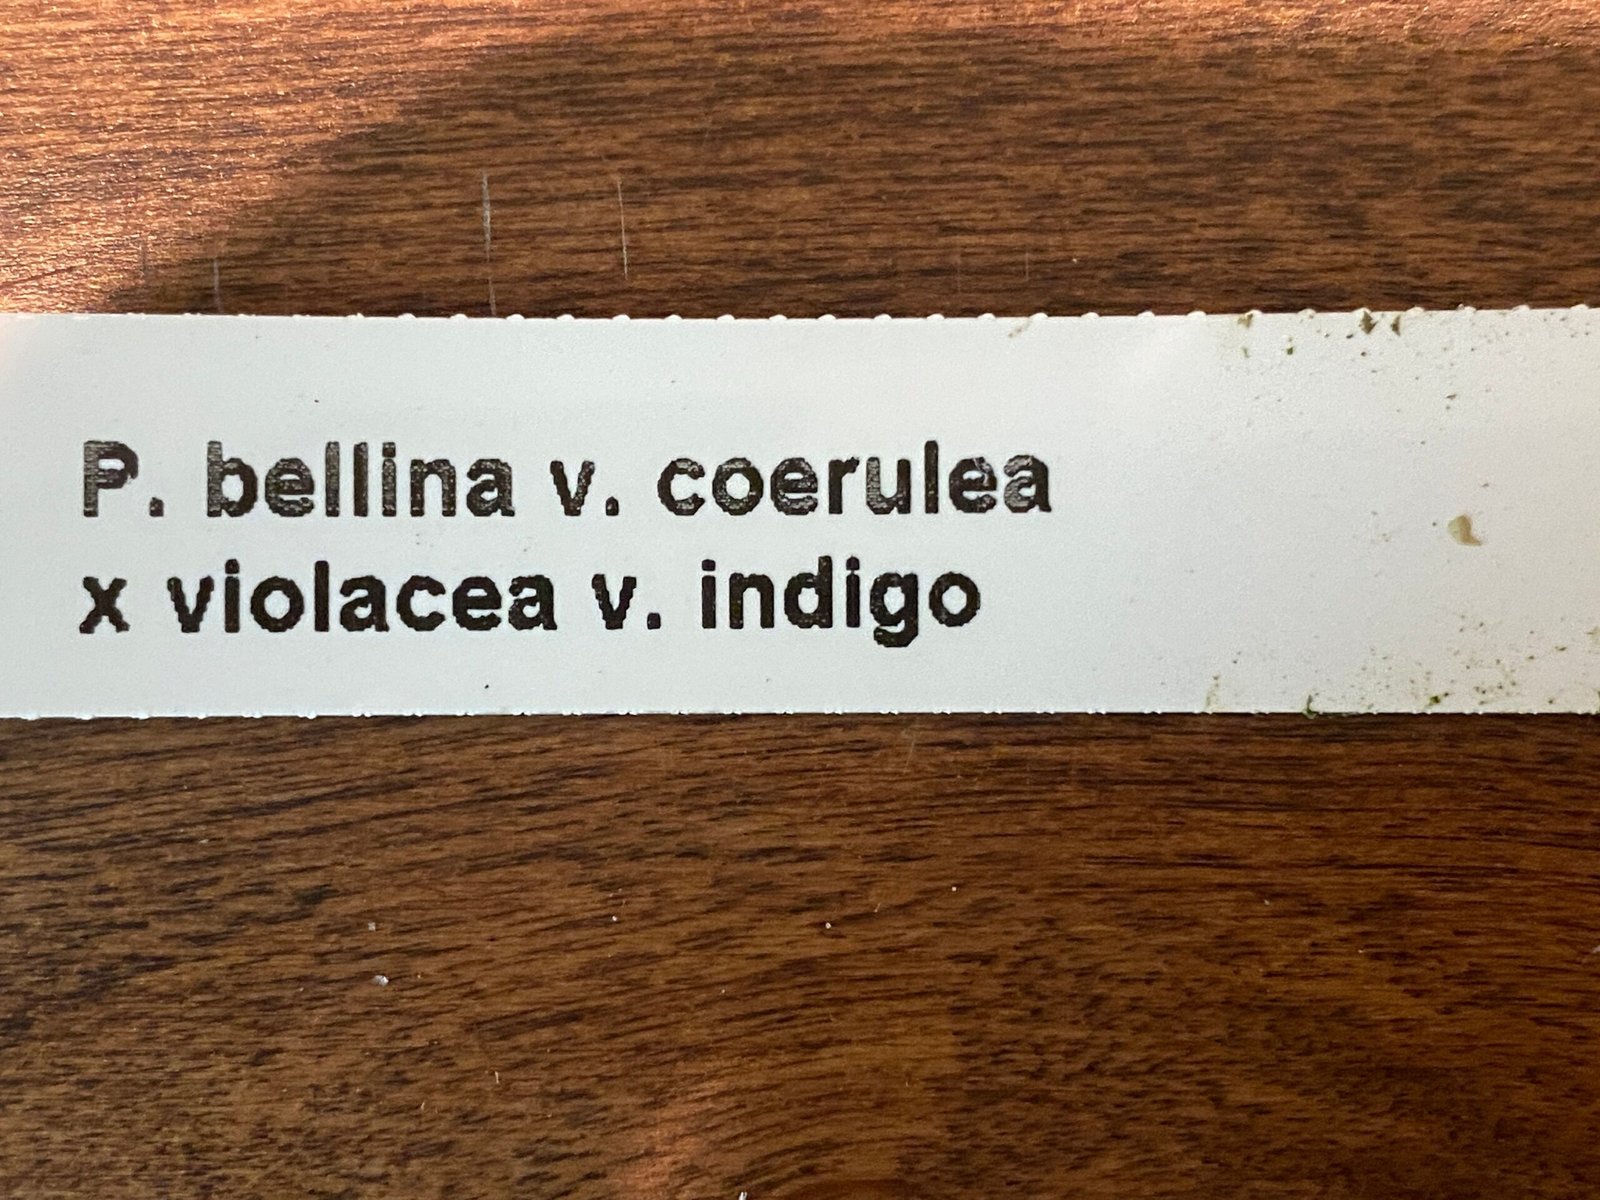 P. bellina v. coerulea
x violacea v. indigo